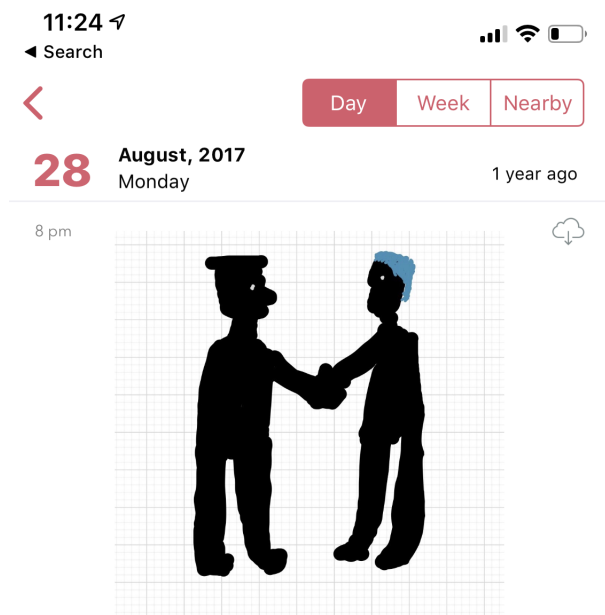 11:24
Search
Day Week Nearby
28 August, 2017
Monday
1 year ago
8 pm